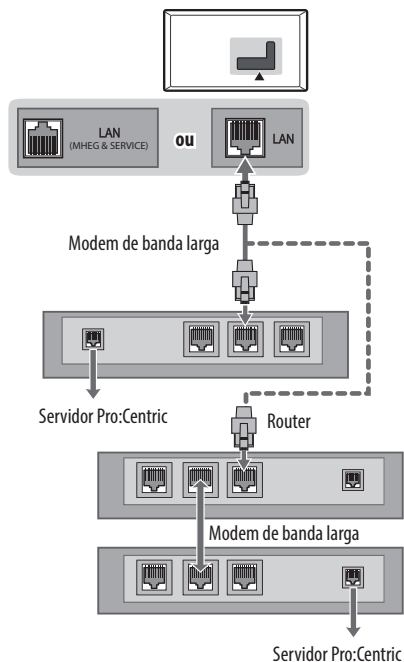 LAN
(MHEG & SERVICE)
ou
LAN
Modem de banda larga
Servidor Pro:Centric
Router
Modem de banda larga
Servidor Pro:Centric